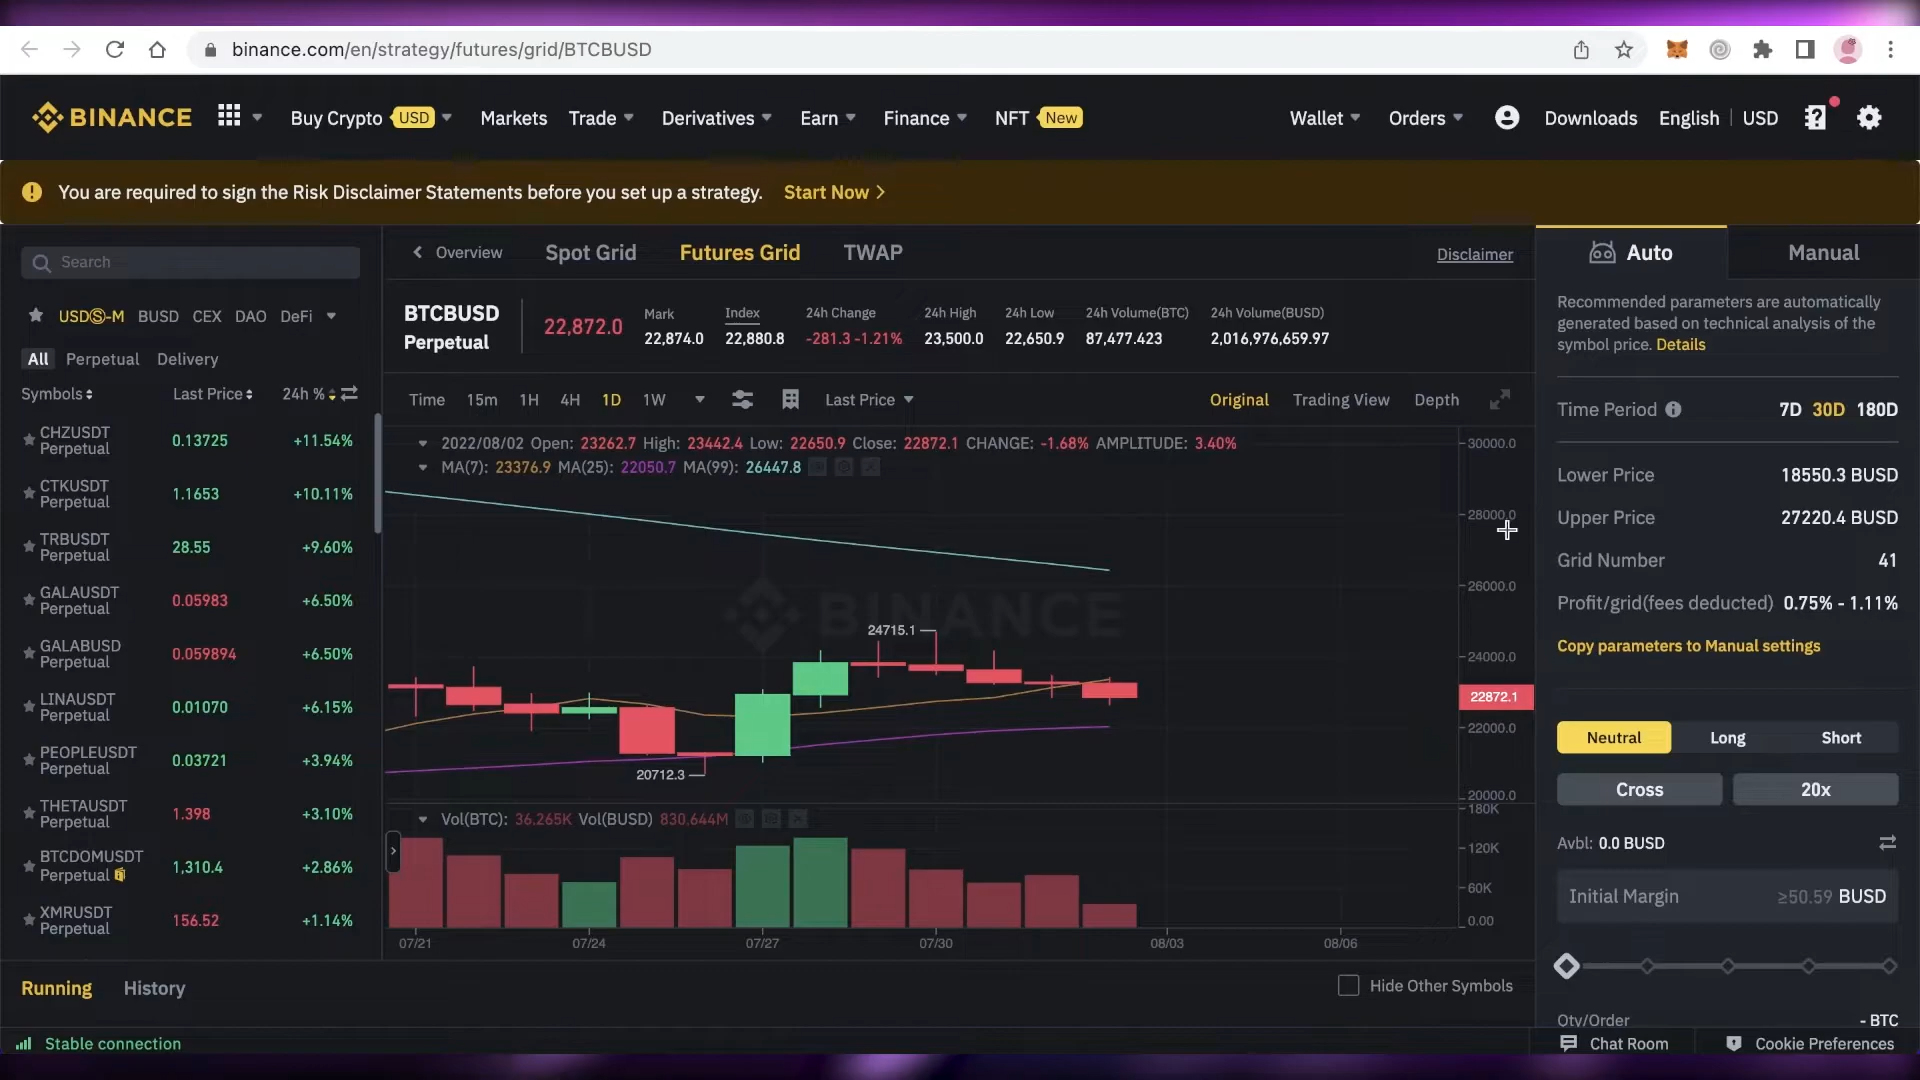 binance.com/en/strategy/futures/grid/BTCBUSD
BINANCE Buy Crypto USD Markets Trade Derivatives Earn Finance NFT New Wallet Orders Downloads English USD
You are required to sign the Risk Disclaimer Statements before you set up a strategy. Start Now
Search
USDⓈ-M BUSD CEX DAO DeFi
All Perpetual Delivery
Symbols Last Price 24h %
CHZUSDT
Perpetual 0.13725 +11.54%
CTKUSDT
Perpetual 1.1653 +10.11%
TRBUSDT
Perpetual 28.55 +9.60%
GALAUSDT
Perpetual 0.05983 +6.50%
GALABUSD
Perpetual 0.059894 +6.50%
LINAUSDT
Perpetual 0.01070 +6.15%
PEOPLEUSDT
Perpetual 0.03721 +3.94%
THETAUSDT
Perpetual 1.398 +3.10%
BTCDOMUSDT
Perpetual 1,310.4 +2.86%
XMRUSDT
Perpetual 156.52 +1.14%
Overview Spot Grid Futures Grid TWAP Disclaimer
BTCBUSD
Perpetual
22,872.0
Mark
22,874.0
Index
22,880.8
24h Change
-281.3 -1.21%
24h High
23,500.0
24h Low
22,650.9
24h Volume(BTC)
87,477.423
24h Volume(BUSD)
2,016,976,659.97
Time 15m 1H 4H 1D 1W Last Price Original Trading View Depth
2022/08/02 Open: 23262.7 High: 23442.4 Low: 22650.9 Close: 22872.1 CHANGE: -1.68% AMPLITUDE: 3.40%
MA(7): 23376.9 MA(25): 22050.7 MA(99): 26447.8
30000.0
28000.0
26000.0
BINANCE
24715.1
24000.0
22872.1
22000.0
20712.3
20000.0
Vol(BTC): 36.265K Vol(BUSD) 830.644M
180K
120K
60K
0.00
07/21 07/24 07/27 07/30 08/03 08/06
Auto Manual
Recommended parameters are automatically
generated based on technical analysis of the
symbol price. Details
Time Period 7D 30D 180D
Lower Price 18550.3 BUSD
Upper Price 27220.4 BUSD
Grid Number 41
Profit/grid(fees deducted) 0.75% - 1.11%
Copy parameters to Manual settings
Neutral Long Short
Cross 20x
Avbl: 0.0 BUSD
Initial Margin ≥50.59 BUSD
Qty/Order - BTC
Running History Hide Other Symbols
Stable connection Chat Room Cookie Preferences